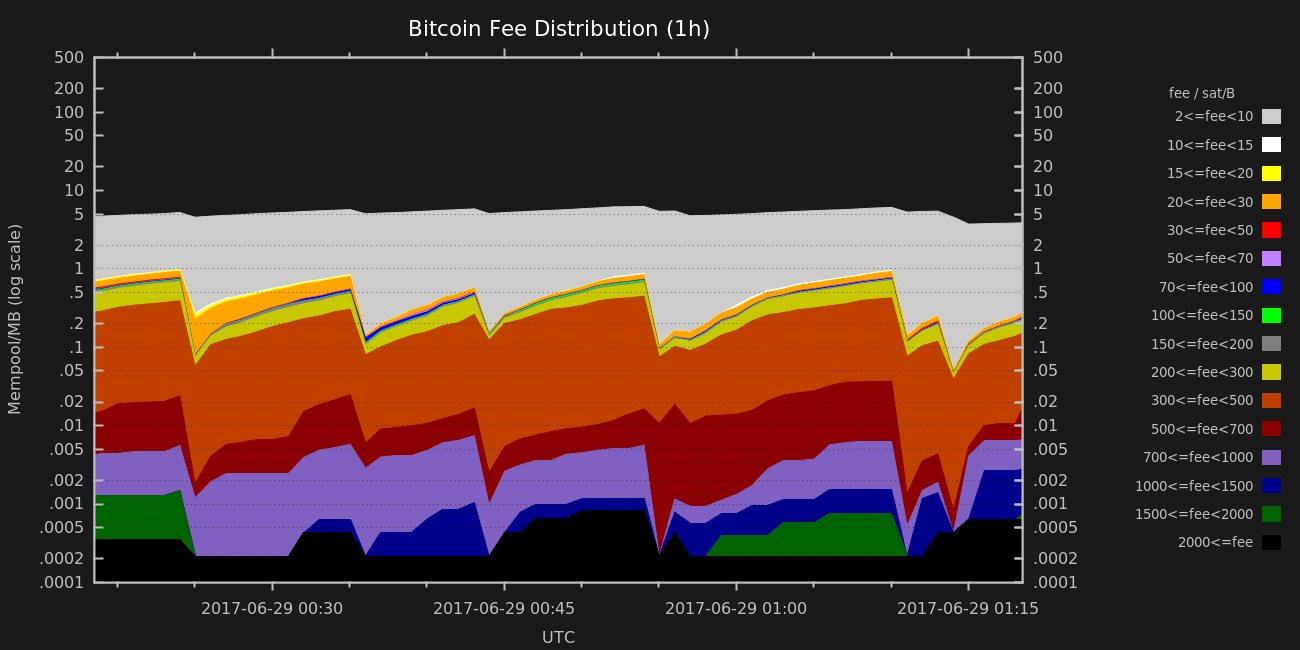 Bitcoin Fee Distribution (1h)
Mempool/MB (log scale)
500
200
100
50
20
10
5
2
1
.5
.2
.1
.05
.02
.01
.005
.002
.001
.0005
.0002
.0001
500
200
100
50
20
10
5
2
1
.5
.2
.1
.05
.02
.01
.005
.002
.001
.0005
.0002
.0001
2017-06-29 00:30
2017-06-29 00:45
2017-06-29 01:00
2017-06-29 01:15
UTC
fee / sat/B
2<=fee<10
10<=fee<15
15<=fee<20
20<=fee<30
30<=fee<50
50<=fee<70
70<=fee<100
100<=fee<150
150<=fee<200
200<=fee<300
300<=fee<500
500<=fee<700
700<=fee<1000
1000<=fee<1500
1500<=fee<2000
2000<=fee